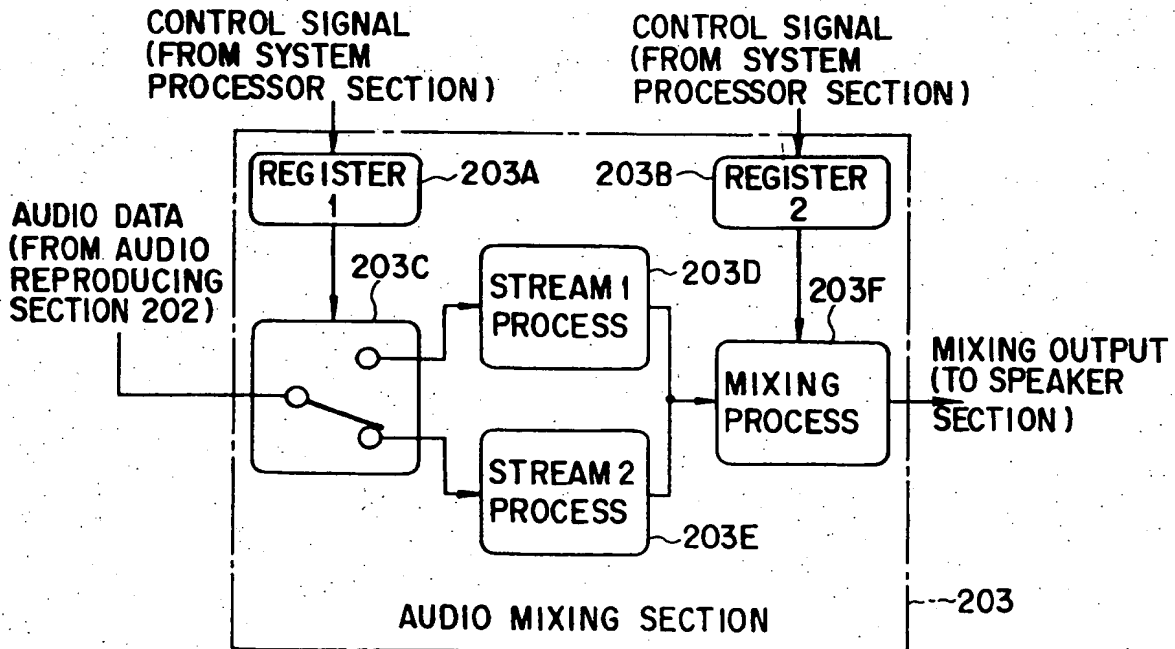 CONTROL SIGNAL
(FROM SYSTEM
PROCESSOR SECTION)
CONTROL SIGNAL
(FROM SYSTEM
PROCESSOR SECTION)
REGISTER
1
203A
203B
REGISTER
2
AUDIO DATA
(FROM AUDIO
REPRODUCING
SECTION 202)
203C
STREAM 1
PROCESS
203D
203F
MIXING
PROCESS
MIXING OUTPUT
(TO SPEAKER
SECTION)
STREAM 2
PROCESS
203E
AUDIO MIXING SECTION
203